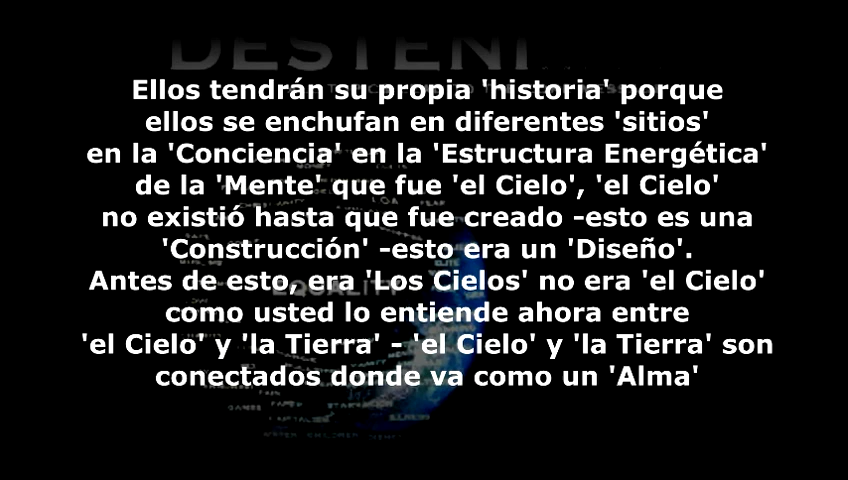 DESTENI
Ellos tendrán su propia 'historia' porque
ellos se enchufan en diferentes 'sitios'
en la 'Conciencia' en la 'Estructura Energética'
de la 'Mente' que fue 'el Cielo', 'el Cielo'
no existió hasta que fue creado -esto es una
'Construcción' -esto era un 'Diseño'.
Antes de esto, era 'Los Cielos' no era 'el Cielo'
EQUALITY
como usted lo entiende ahora entre
'el Cielo' y 'la Tierra' - 'el Cielo' y 'la Tierra' son
conectados donde va como un 'Alma'